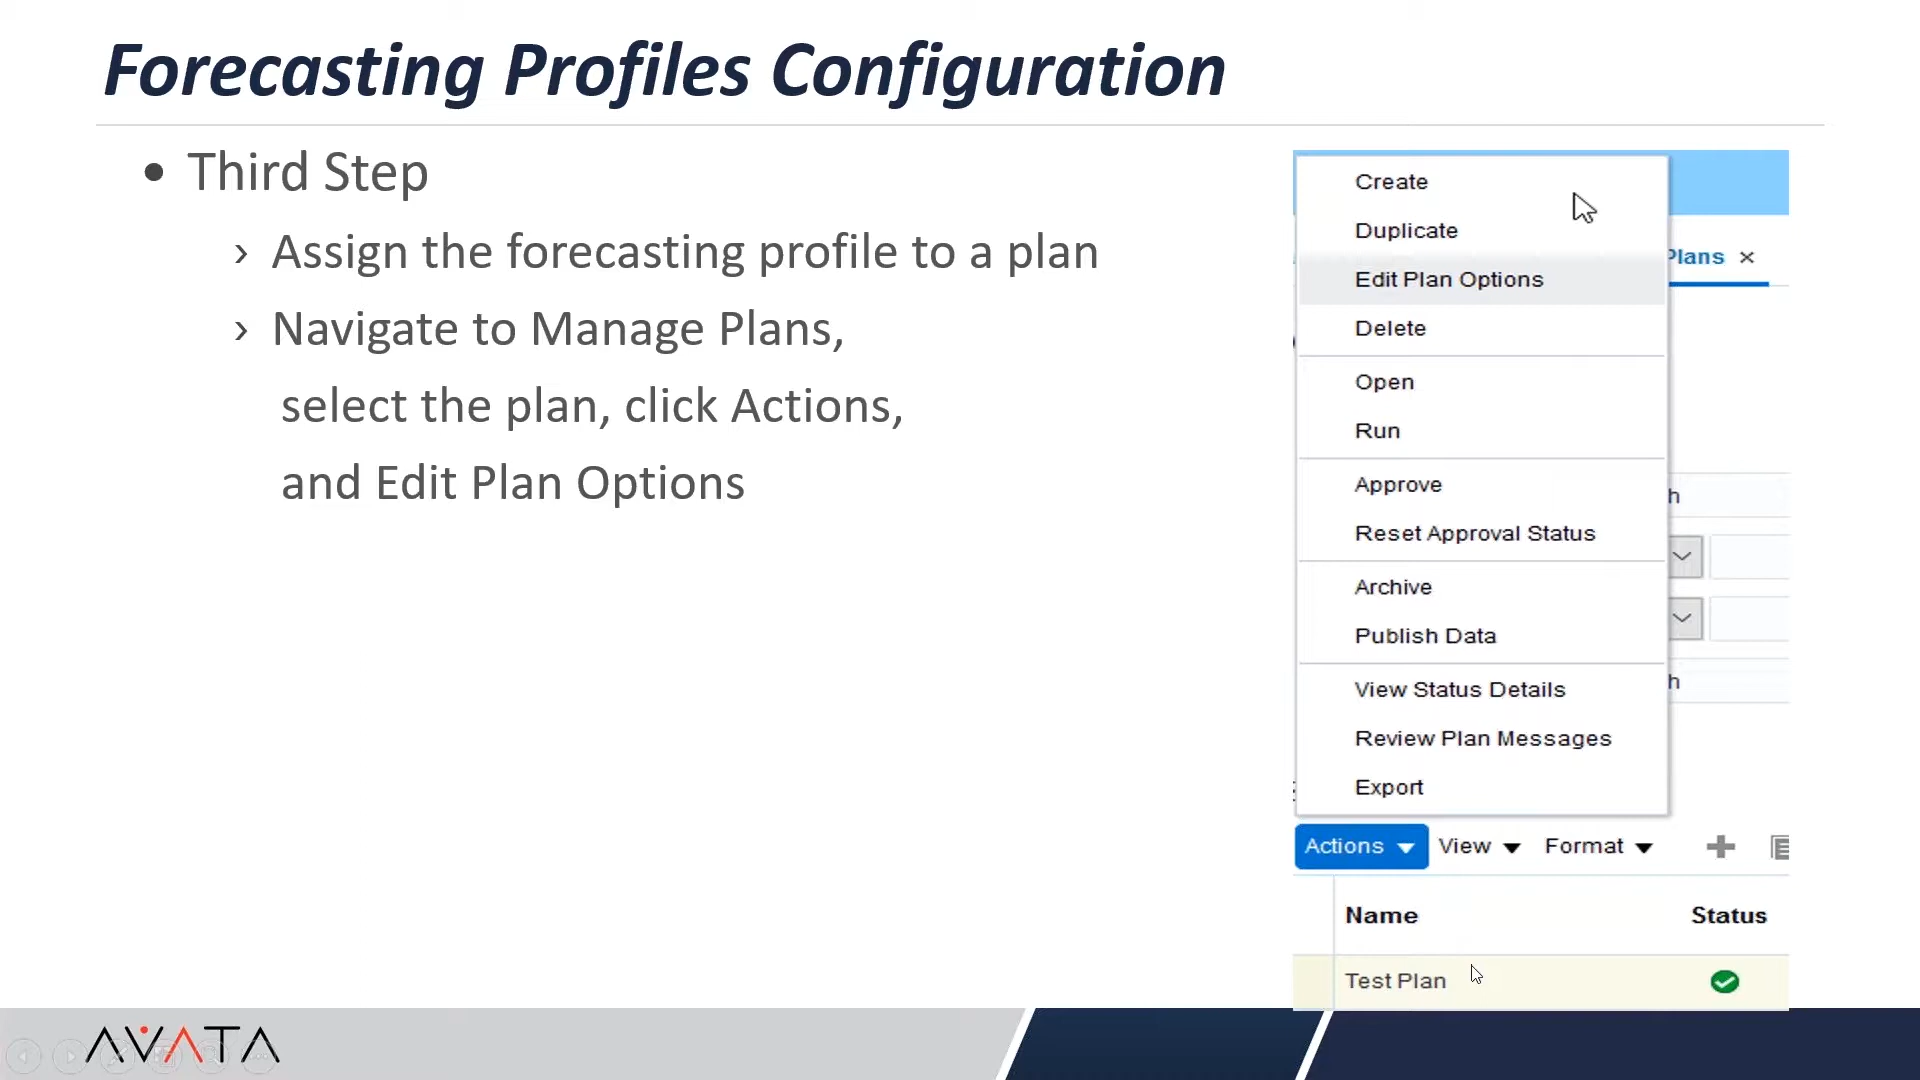 Forecasting Profiles Configuration
• Third Step
› Assign the forecasting profile to a plan
› Navigate to Manage Plans,
select the plan, click Actions,
and Edit Plan Options
Create
Duplicate
Plans ×
Edit Plan Options
Delete
Open
Run
Approve
h
Reset Approval Status
Archive
Publish Data
View Status Details
h
Review Plan Messages
Export
Actions View Format
Name Status
Test Plan
AVATA